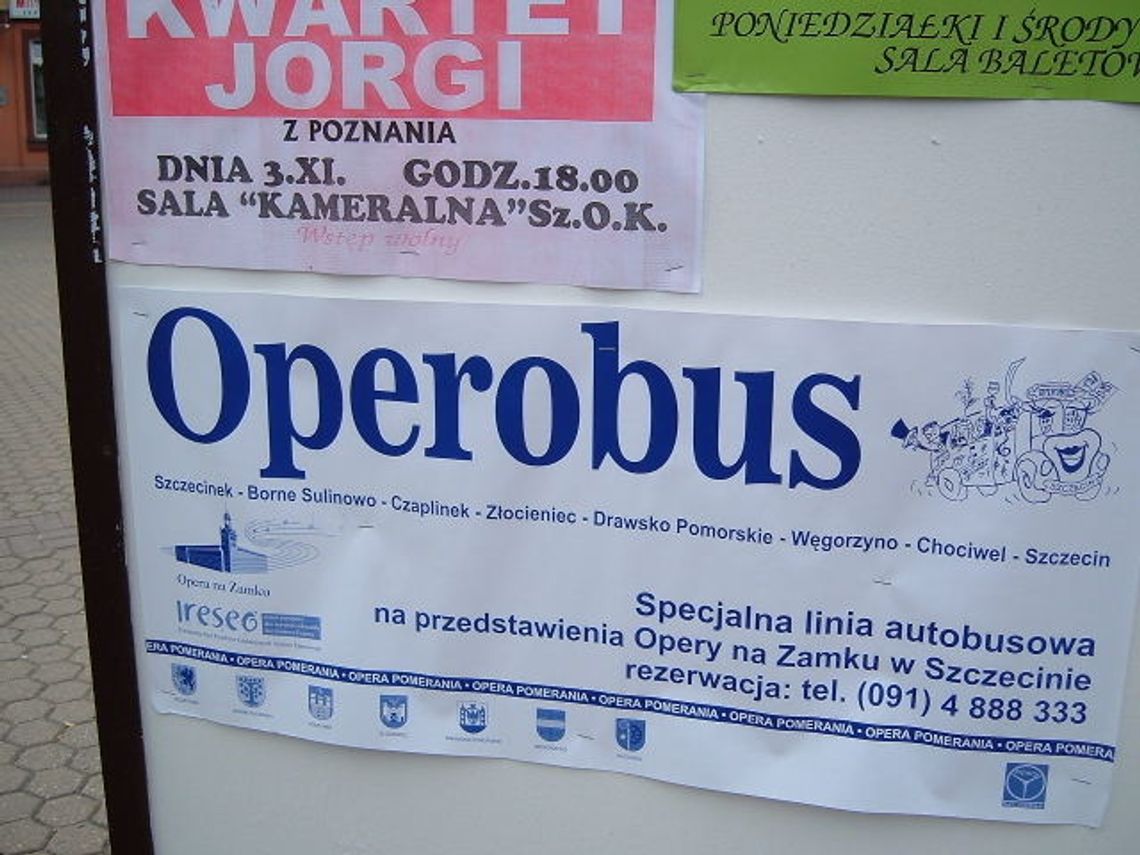 KWARTET
JORGI
Z POZNANIA
DNIA 3.XI. GODZ.18.00
SALA “KAMERALNA” Sz.O.K.
Wstęp wolny
PONIEDZIAŁKI I ŚRODY
SALA BALETOW
Operobus
Szczecinek - Borne Sulinowo - Czaplinek - Złocieniec - Drawsko Pomorskie - Węgorzyno - Chociwel - Szczecin
Opera na Zamku
Ireseo
Specjalna linia autobusowa
na przedstawienia Opery na Zamku w Szczecinie
rezerwacja: tel. (091) 4 888 333
ERA POMERANIA • OPERA POMERANIA • OPERA POMERANIA • OPERA POMERANIA • OPERA POMERANIA • OPERA POMERANIA • OPERA POMERANIA • OPERA POMERA